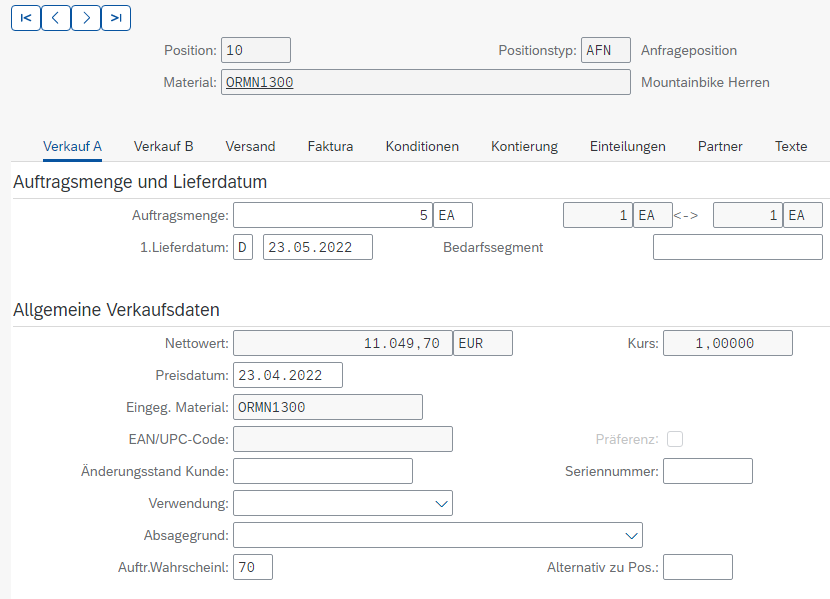 Position: 10 Positionstyp: AFN Anfrageposition
Material: ORMN1300 Mountainbike Herren
Verkauf A Verkauf B Versand Faktura Konditionen Kontierung Einteilungen Partner Texte
Auftragsmenge und Lieferdatum
Auftragsmenge: 5 EA 1 EA <-> 1 EA
1.Lieferdatum: D 23.05.2022 Bedarfssegment
Allgemeine Verkaufsdaten
Nettowert: 11.049,70 EUR Kurs: 1,00000
Preisdatum: 23.04.2022
Eingeg. Material: ORMN1300
EAN/UPC-Code: Präferenz:
Änderungsstand Kunde: Seriennummer:
Verwendung:
Absagegrund:
Auftr.Wahrscheinl: 70 Alternativ zu Pos.: